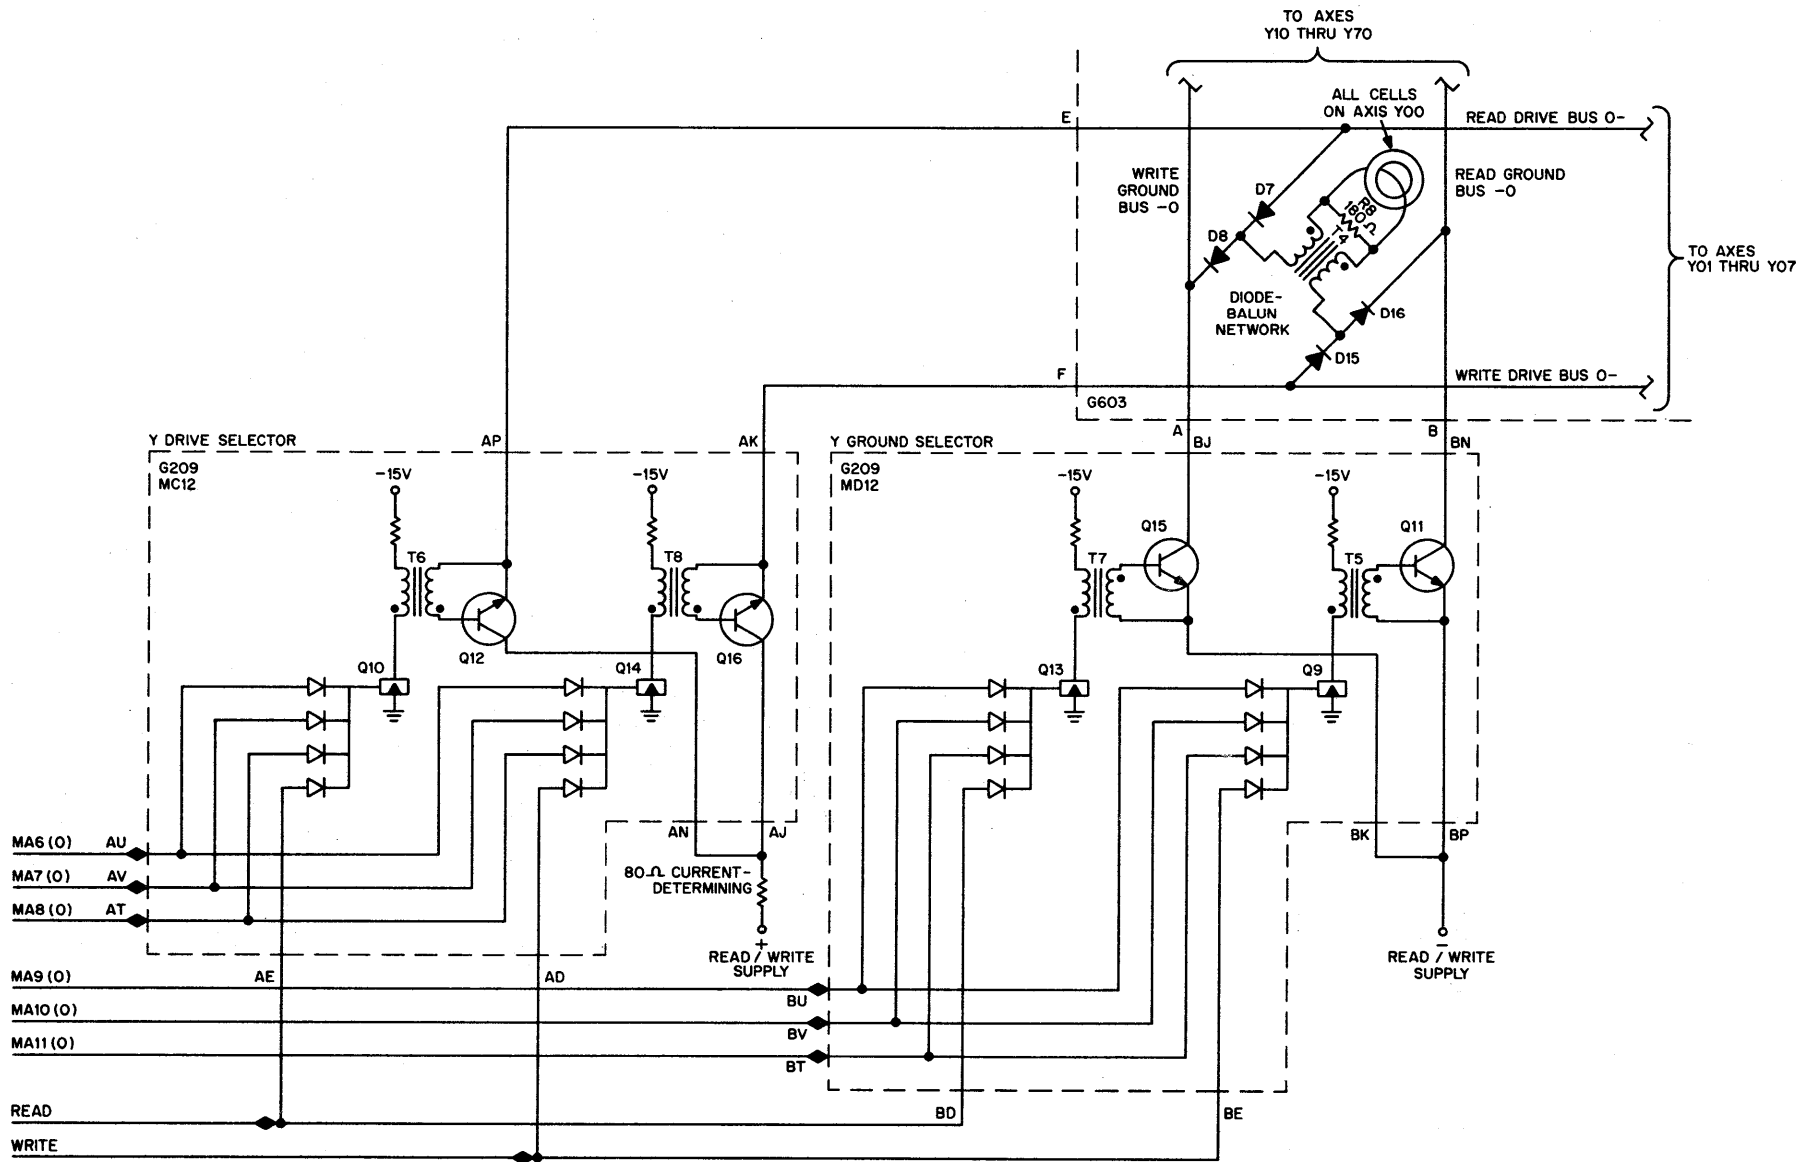 TO AXES
Y10 THRU Y70
ALL CELLS
ON AXIS Y00
E
READ DRIVE BUS 0-
WRITE
GROUND
BUS -0
READ GROUND
BUS -0
D7
D8
R8
180Ω
T4
TO AXES
Y01 THRU Y07
DIODE-
BALUN
NETWORK
D16
D15
F
WRITE DRIVE BUS 0-
G603
A
BJ
B
BN
Y DRIVE SELECTOR
AP
AK
Y GROUND SELECTOR
G209
MC12
-15V
-15V
G209
MD12
-15V
-15V
T6
T8
Q15
T7
Q11
T5
Q10
Q12
Q14
Q16
Q13
Q9
AN
AJ
BK
BP
MA6(0)
AU
MA7(0)
AV
MA8(0)
AT
80Ω CURRENT-
DETERMINING
+
READ / WRITE
SUPPLY
-
READ / WRITE
SUPPLY
MA9(0)
AE
AD
BU
MA10(0)
BV
MA11(0)
BT
READ
BD
BE
WRITE